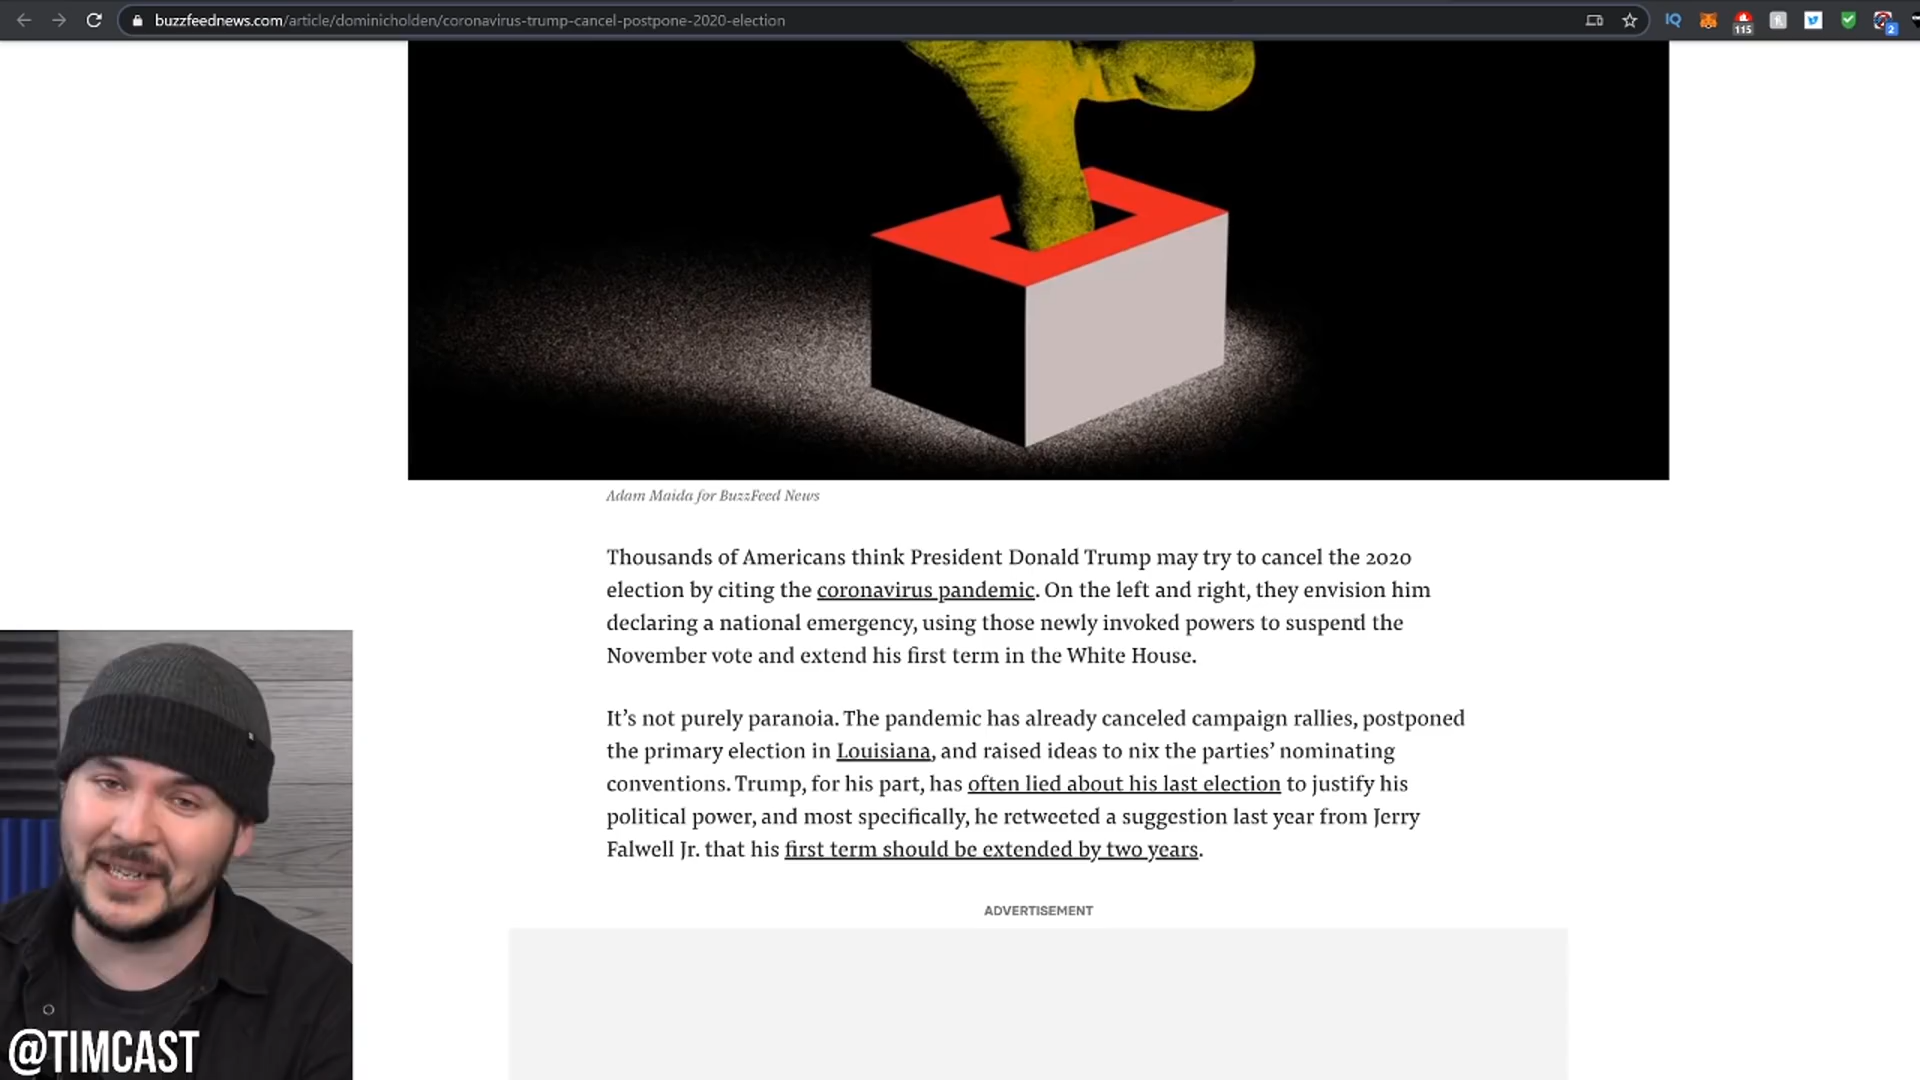 buzzfeednews.com/article/dominicholden/coronavirus-trump-cancel-postpone-2020-election
IQ
115
2
Adam Maida for BuzzFeed News
Thousands of Americans think President Donald Trump may try to cancel the 2020
election by citing the coronavirus pandemic. On the left and right, they envision him
declaring a national emergency, using those newly invoked powers to suspend the
November vote and extend his first term in the White House.
It's not purely paranoia. The pandemic has already canceled campaign rallies, postponed
the primary election in Louisiana, and raised ideas to nix the parties' nominating
conventions. Trump, for his part, has often lied about his last election to justify his
political power, and most specifically, he retweeted a suggestion last year from Jerry
Falwell Jr. that his first term should be extended by two years.
ADVERTISEMENT
@TIMCAST